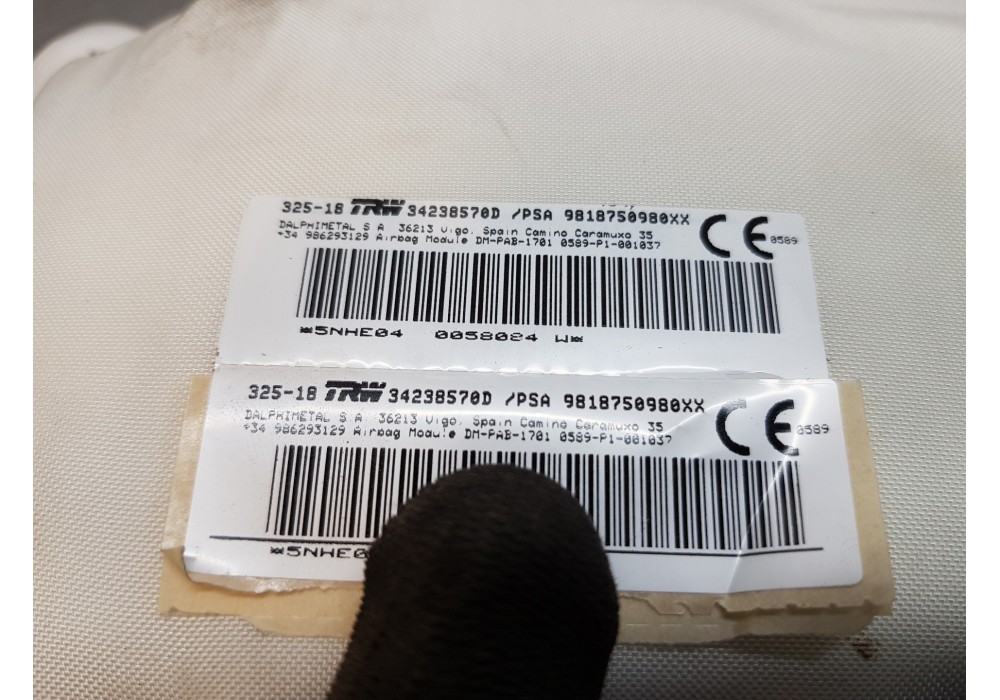 325-18 TRW 34238570D /PSA 9818750980XX CE 0589
DALPHIMETAL S A 36213 Vigo. Spain Camino Caramuxo 35
+34 986293129 Airbag Module DM-PAB-1701 0589-P1-001037
*5NHE04 0058084 W*
325-18 TRW 34238570D /PSA 9818750980XX CE 0589
DALPHIMETAL S A 36213 Vigo. Spain Camino Caramuxo 35
+34 986293129 Airbag Module DM-PAB-1701 0589-P1-001037
*5NHE0